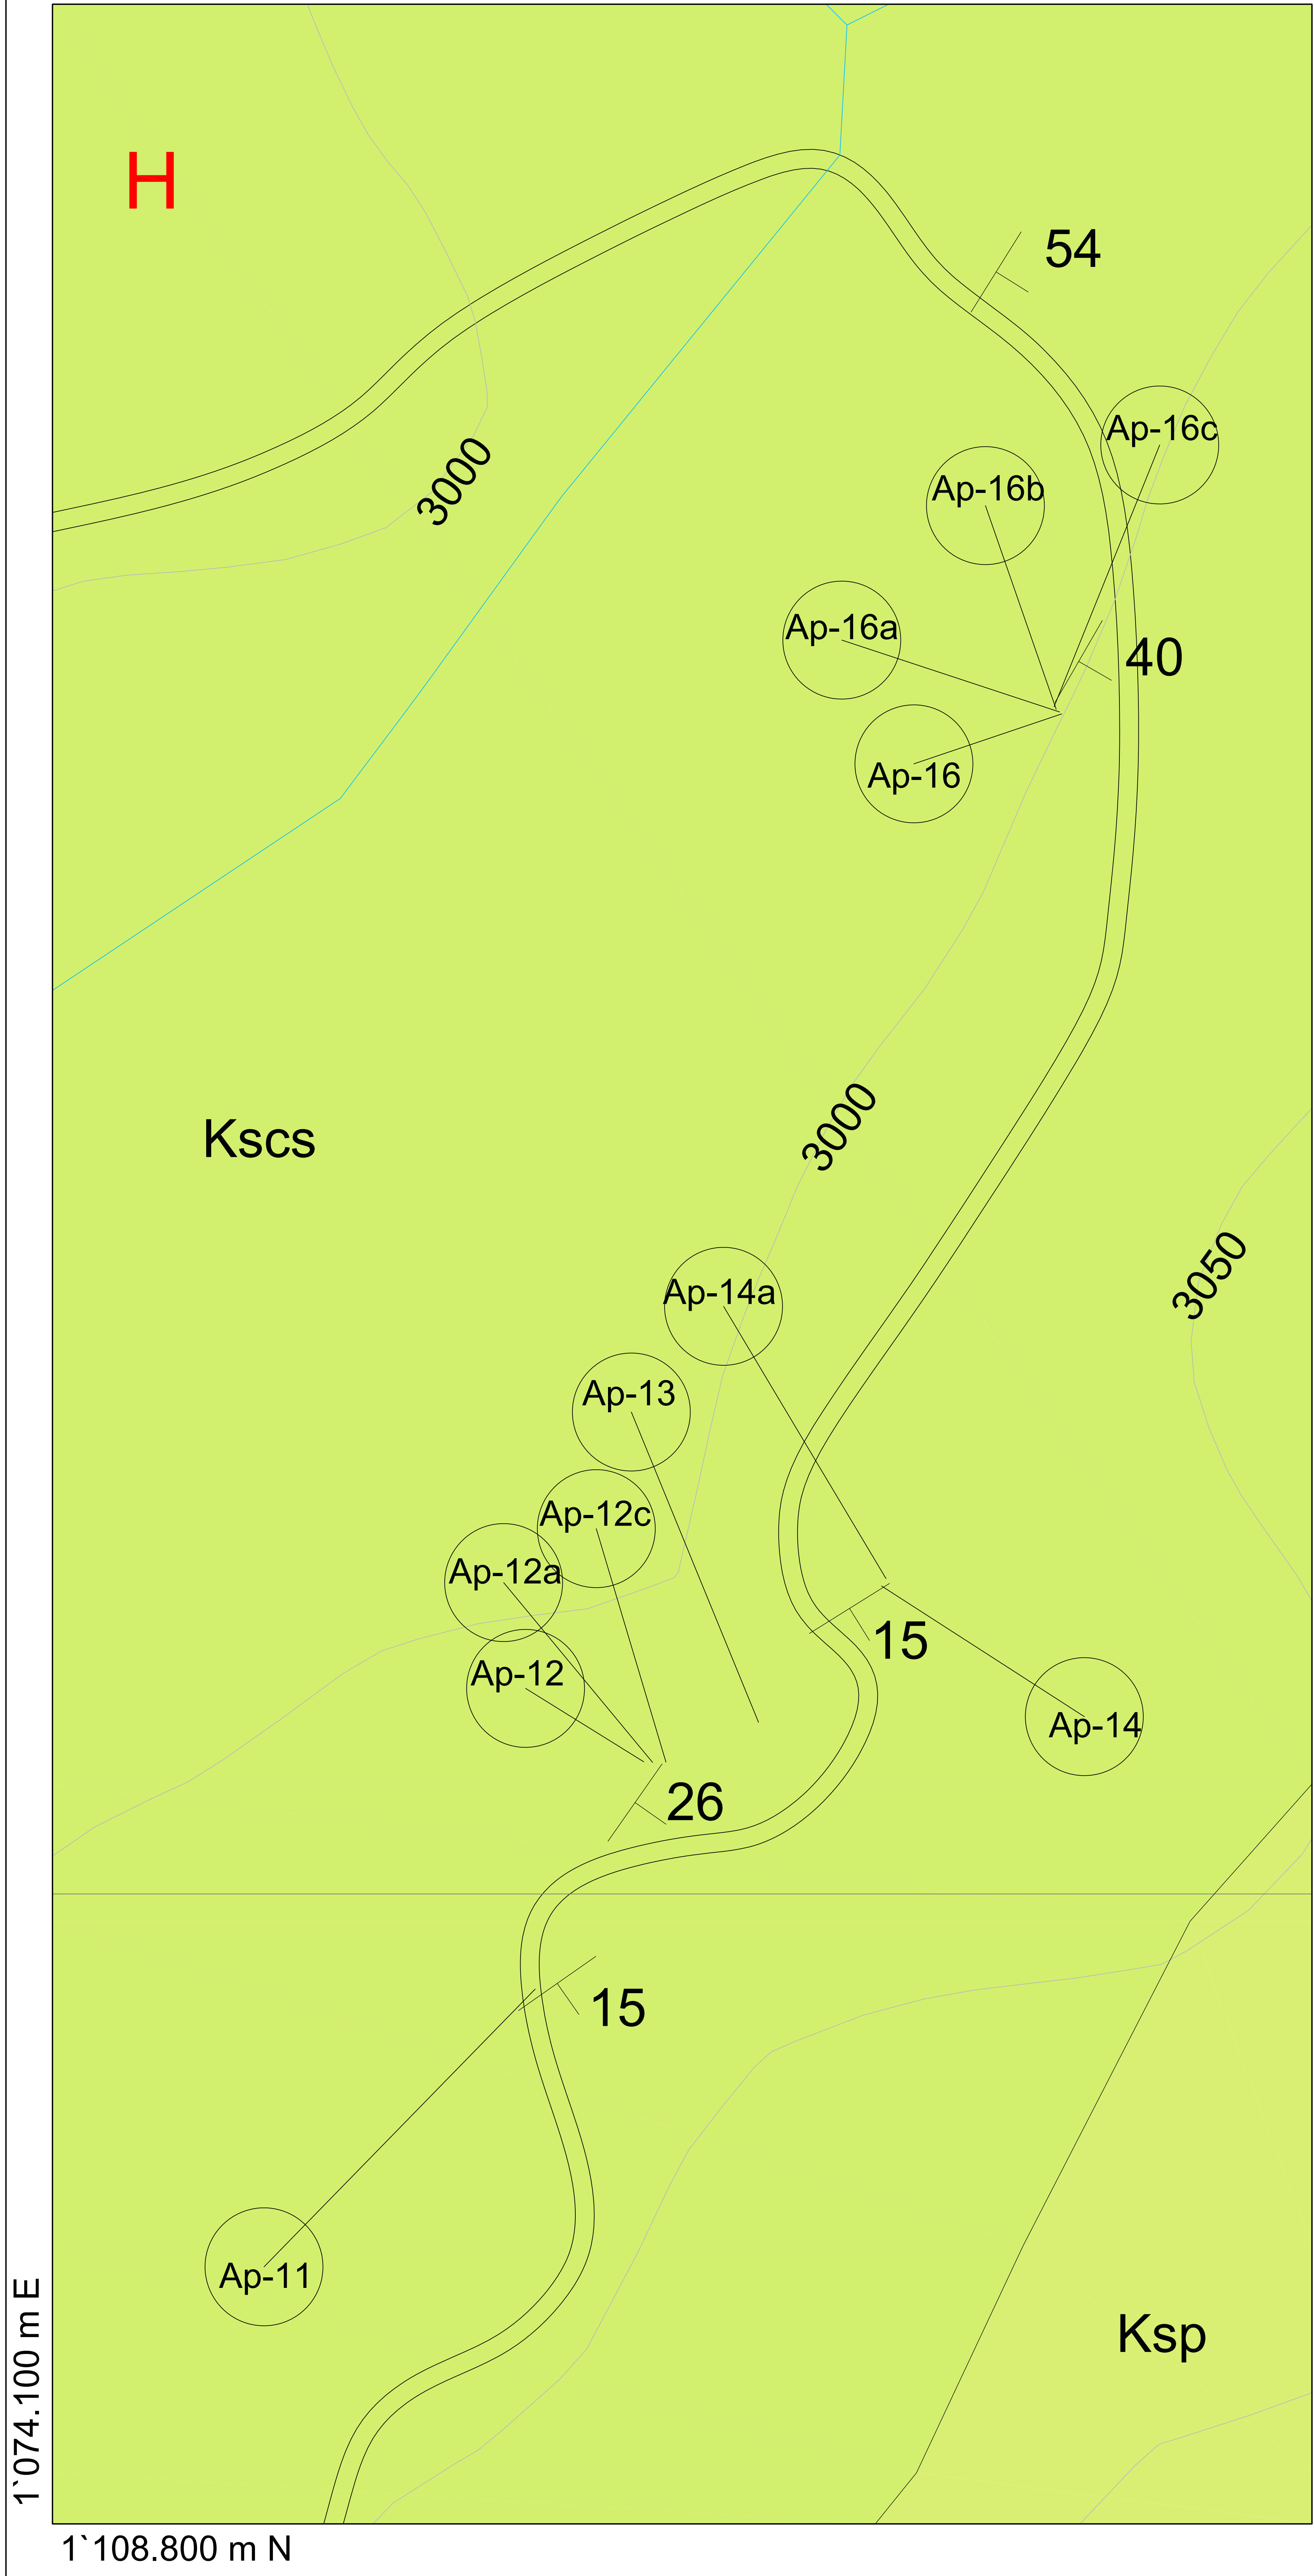 H
54
Ap-16c
3000
Ap-16b
Ap-16a
40
Ap-16
3000
Kscs
3050
Ap-14a
Ap-13
Ap-12c
Ap-12a
15
Ap-12
Ap-14
26
15
Ap-11
Ksp
1`074.100 m E
1`108.800 m N